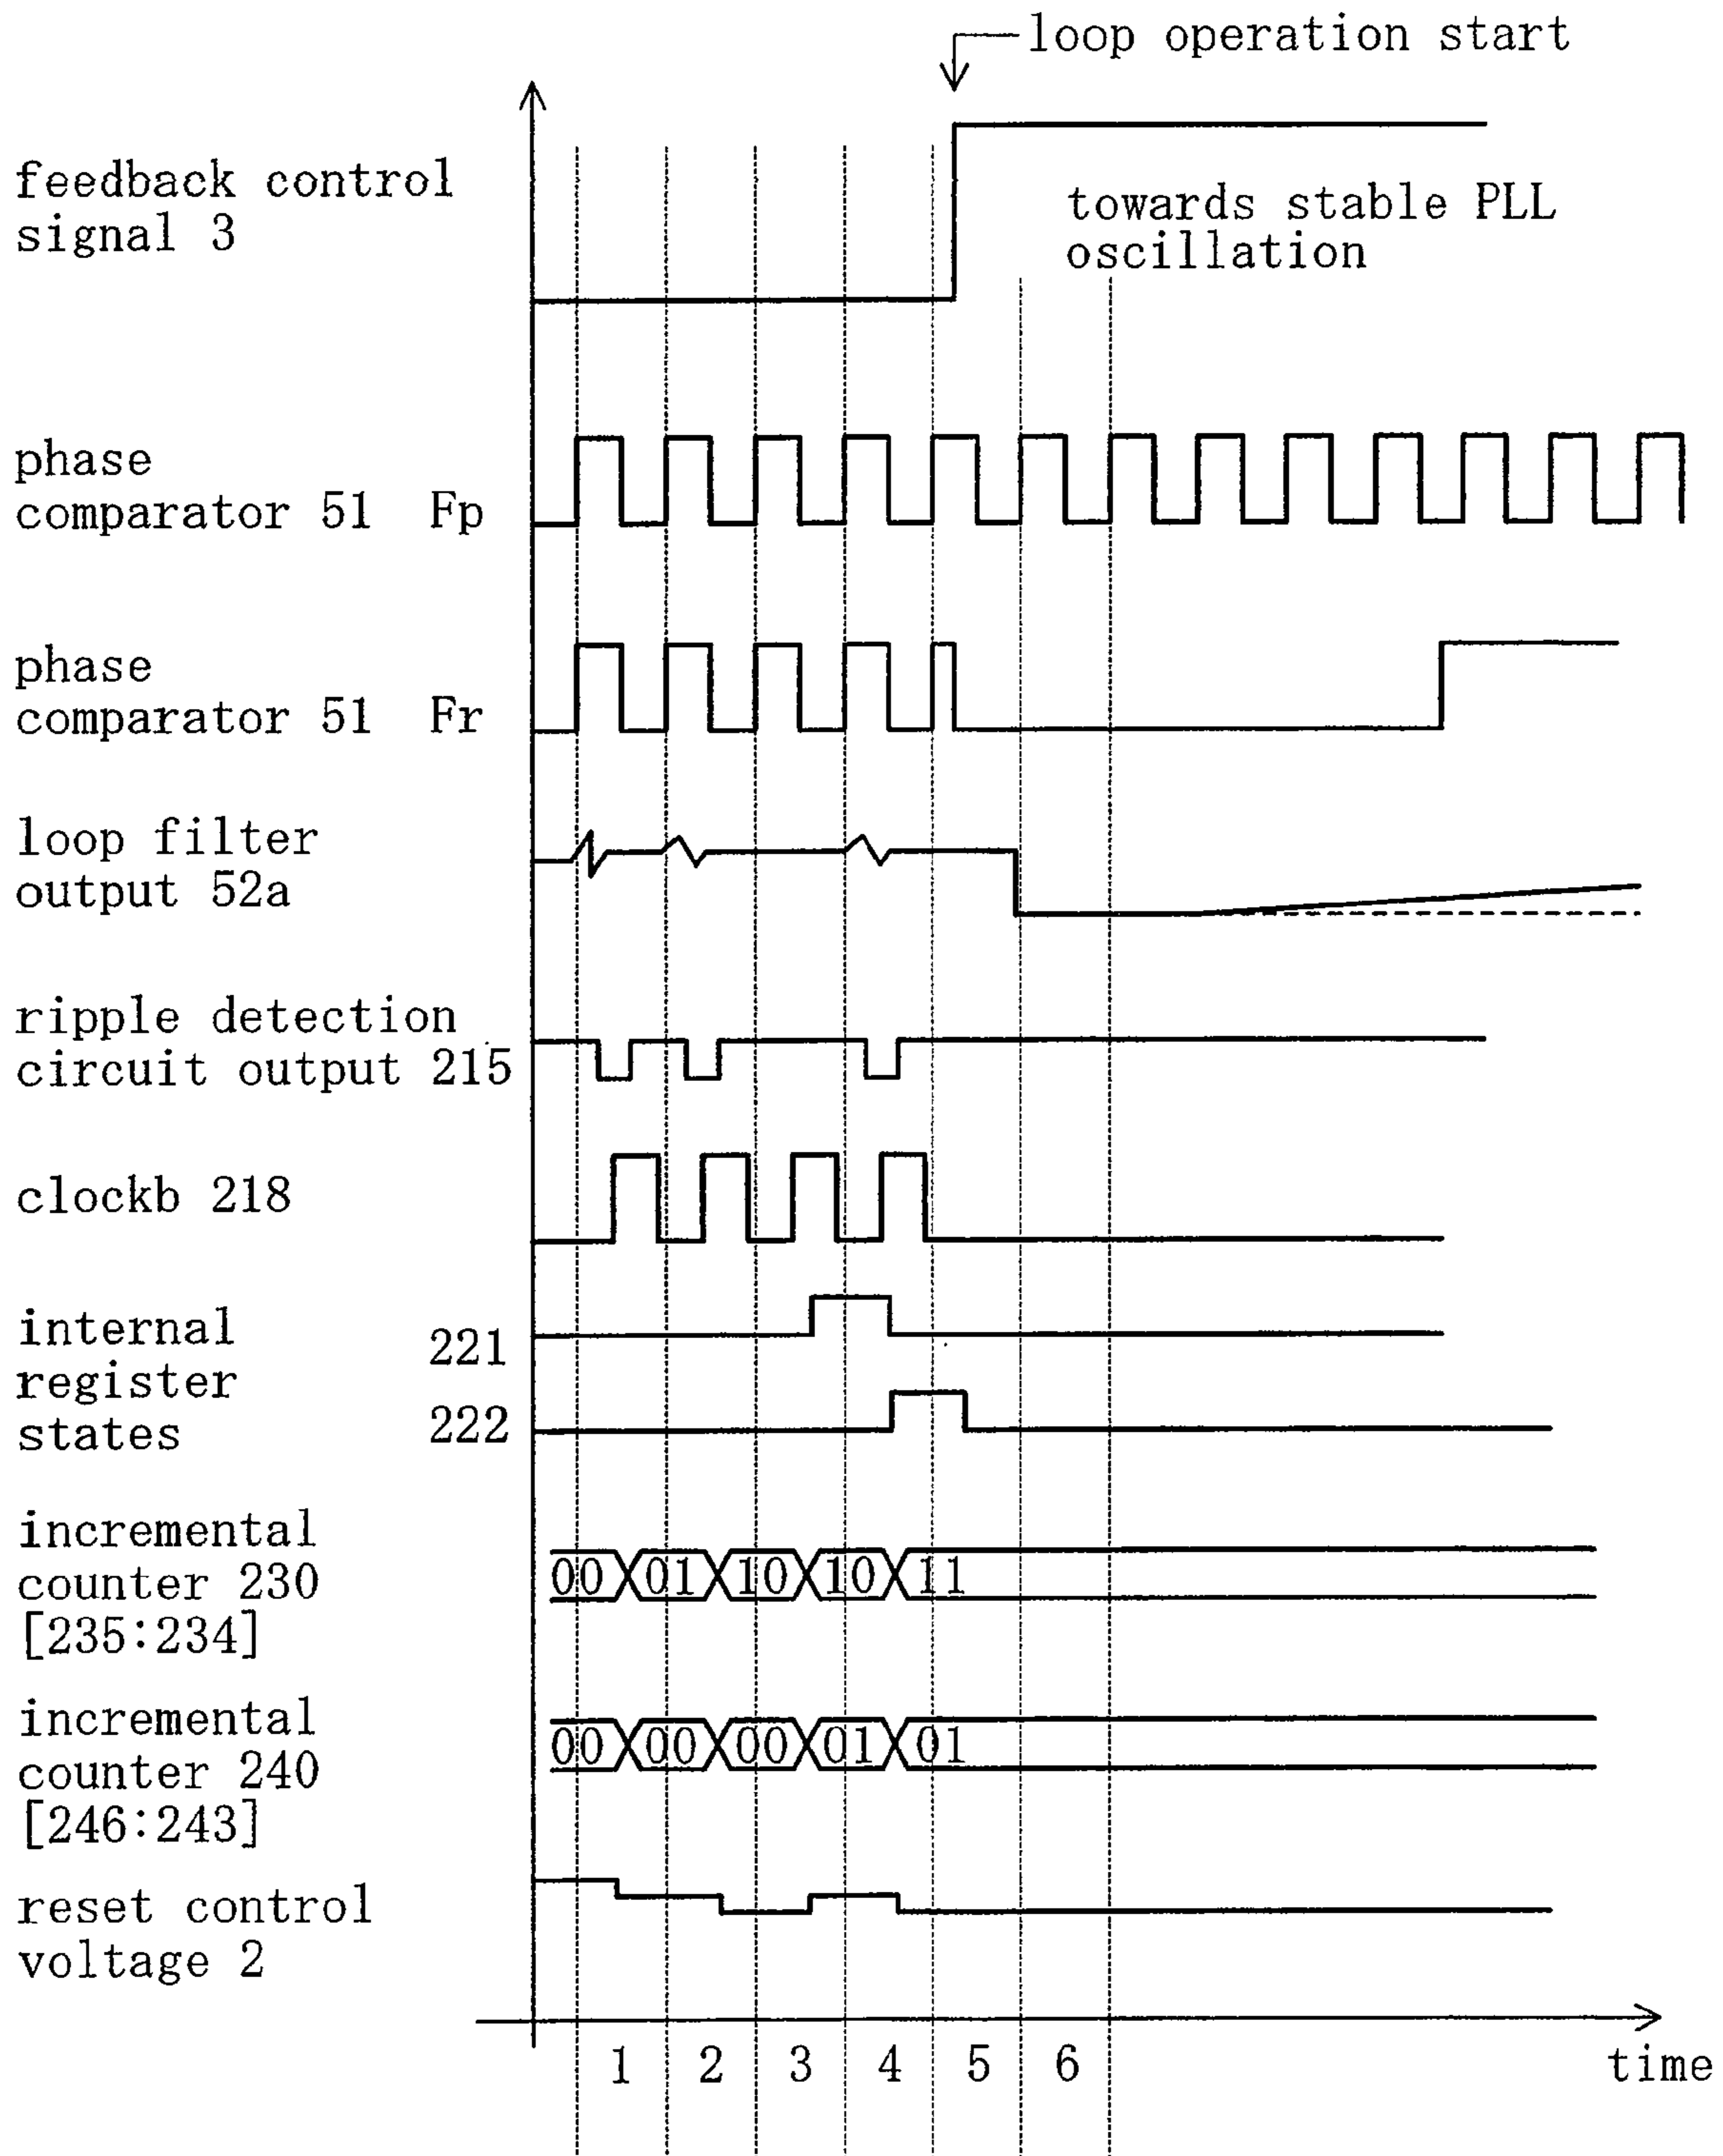 loop operation start
feedback control
signal 3
towards stable PLL
oscillation
phase
comparator 51 Fp
phase
comparator 51 Fr
loop filter
output 52a
ripple detection
circuit output 215
clockb 218
internal
register
states
221
222
incremental
counter 230
[235:234]
00 01 10 10 11
incremental
counter 240
[246:243]
00 00 00 01 01
reset control
voltage 2
1 2 3 4 5 6
time